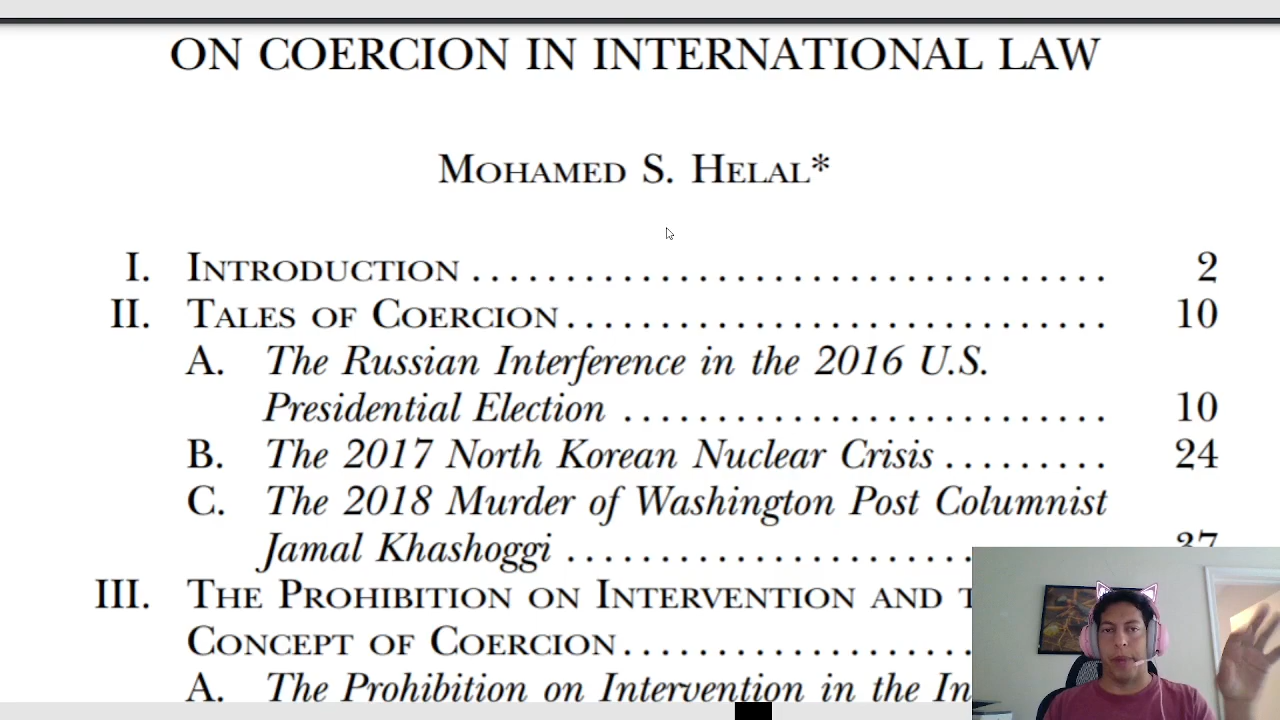 ON COERCION IN INTERNATIONAL LAW
MOHAMED S. HELAL*
I. INTRODUCTION ........................................ 2
II. TALES OF COERCION .................................. 10
A. The Russian Interference in the 2016 U.S.
Presidential Election ............................... 10
B. The 2017 North Korean Nuclear Crisis ......... 24
C. The 2018 Murder of Washington Post Columnist
Jamal Khashoggi .......................... 37
III. THE PROHIBITION ON INTERVENTION AND
CONCEPT OF COERCION ......................
A. The Prohibition on Intervention in the